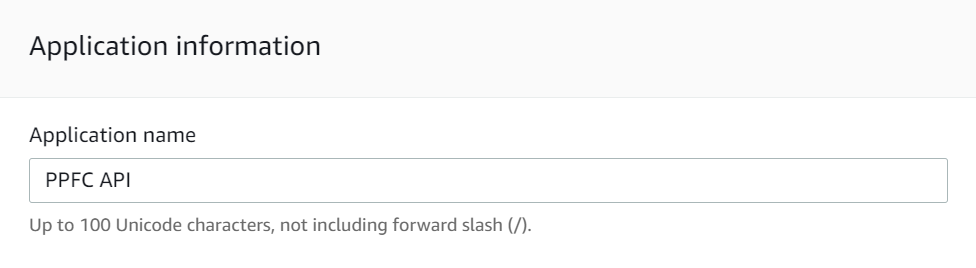 Application information
Application name
PPFC API
Up to 100 Unicode characters, not including forward slash (/).